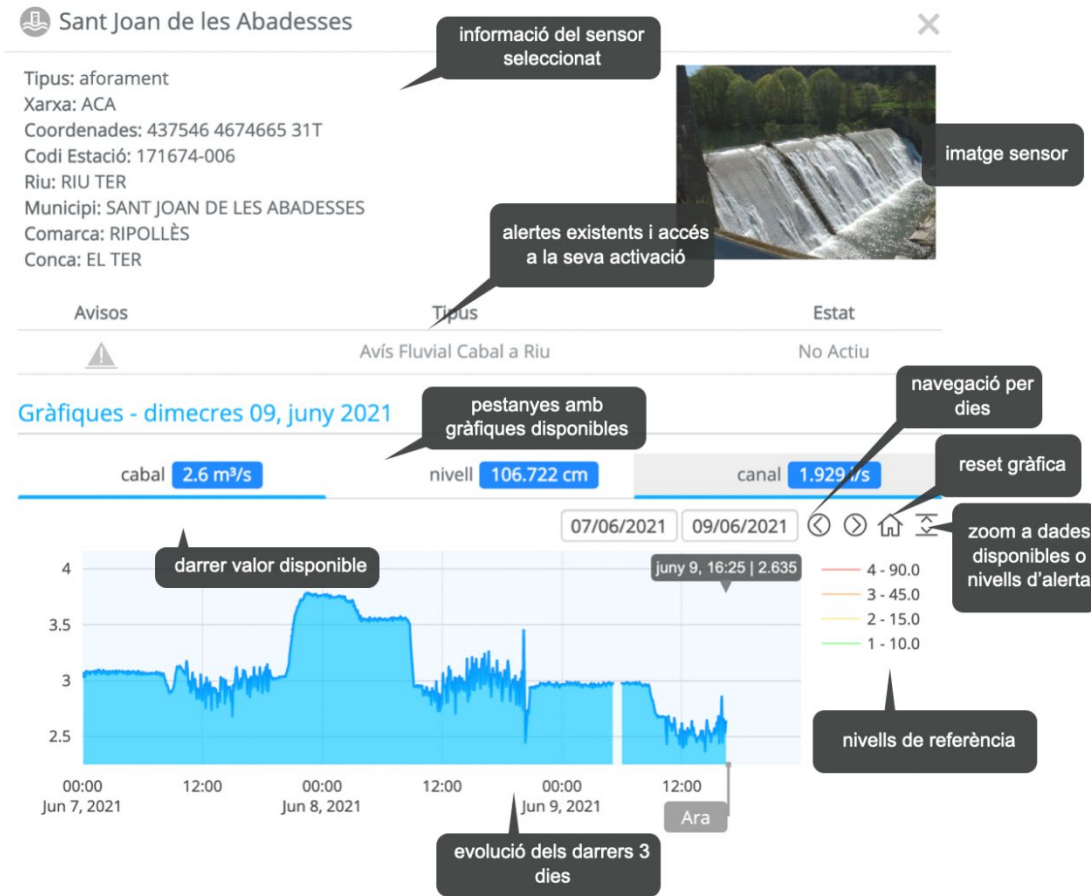 Sant Joan de les Abadesses
informació del sensor
seleccionat
Tipus: aforament
Xarxa: ACA
Coordenades: 437546 4674665 31T
Codi Estació: 171674-006
Riu: RIU TER
Municipi: SANT JOAN DE LES ABADESSES
Comarca: RIPOLLÈS
Conca: EL TER
imatge sensor
alertes existents i accés
a la seva activació
Avisos Tipus Estat
Avís Fluvial Cabal a Riu No Actiu
Gràfiques - dimecres 09, juny 2021
pestanyes amb
gràfiques disponibles
navegació per
dies
reset gràfica
cabal 2.6 m³/s nivell 106.722 cm canal 1.929 l/s
07/06/2021 09/06/2021
zoom a dades
disponibles o
nivells d'alerta
darrer valor disponible
juny 9, 16:25 | 2.635
4 - 90.0
3 - 45.0
2 - 15.0
1 - 10.0
4
3.5
3
2.5
nivells de referència
00:00 12:00 00:00 12:00 00:00 12:00
Jun 7, 2021 Jun 8, 2021 Jun 9, 2021
Ara
evolució dels darrers 3
dies